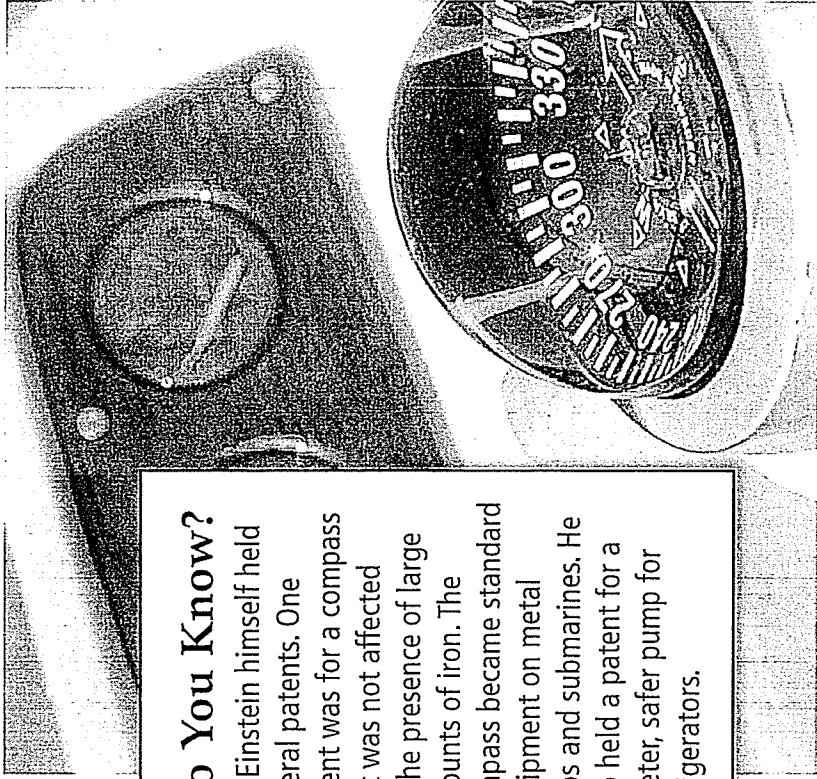 o You Know?
Einstein himself held
eral patents. One
ent was for a compass
t was not affected
he presence of large
ounts of iron. The
mpass became standard
ipment on metal
ps and submarines. He
o held a patent for a
eter, safer pump for
gerators.
330
300
270
240